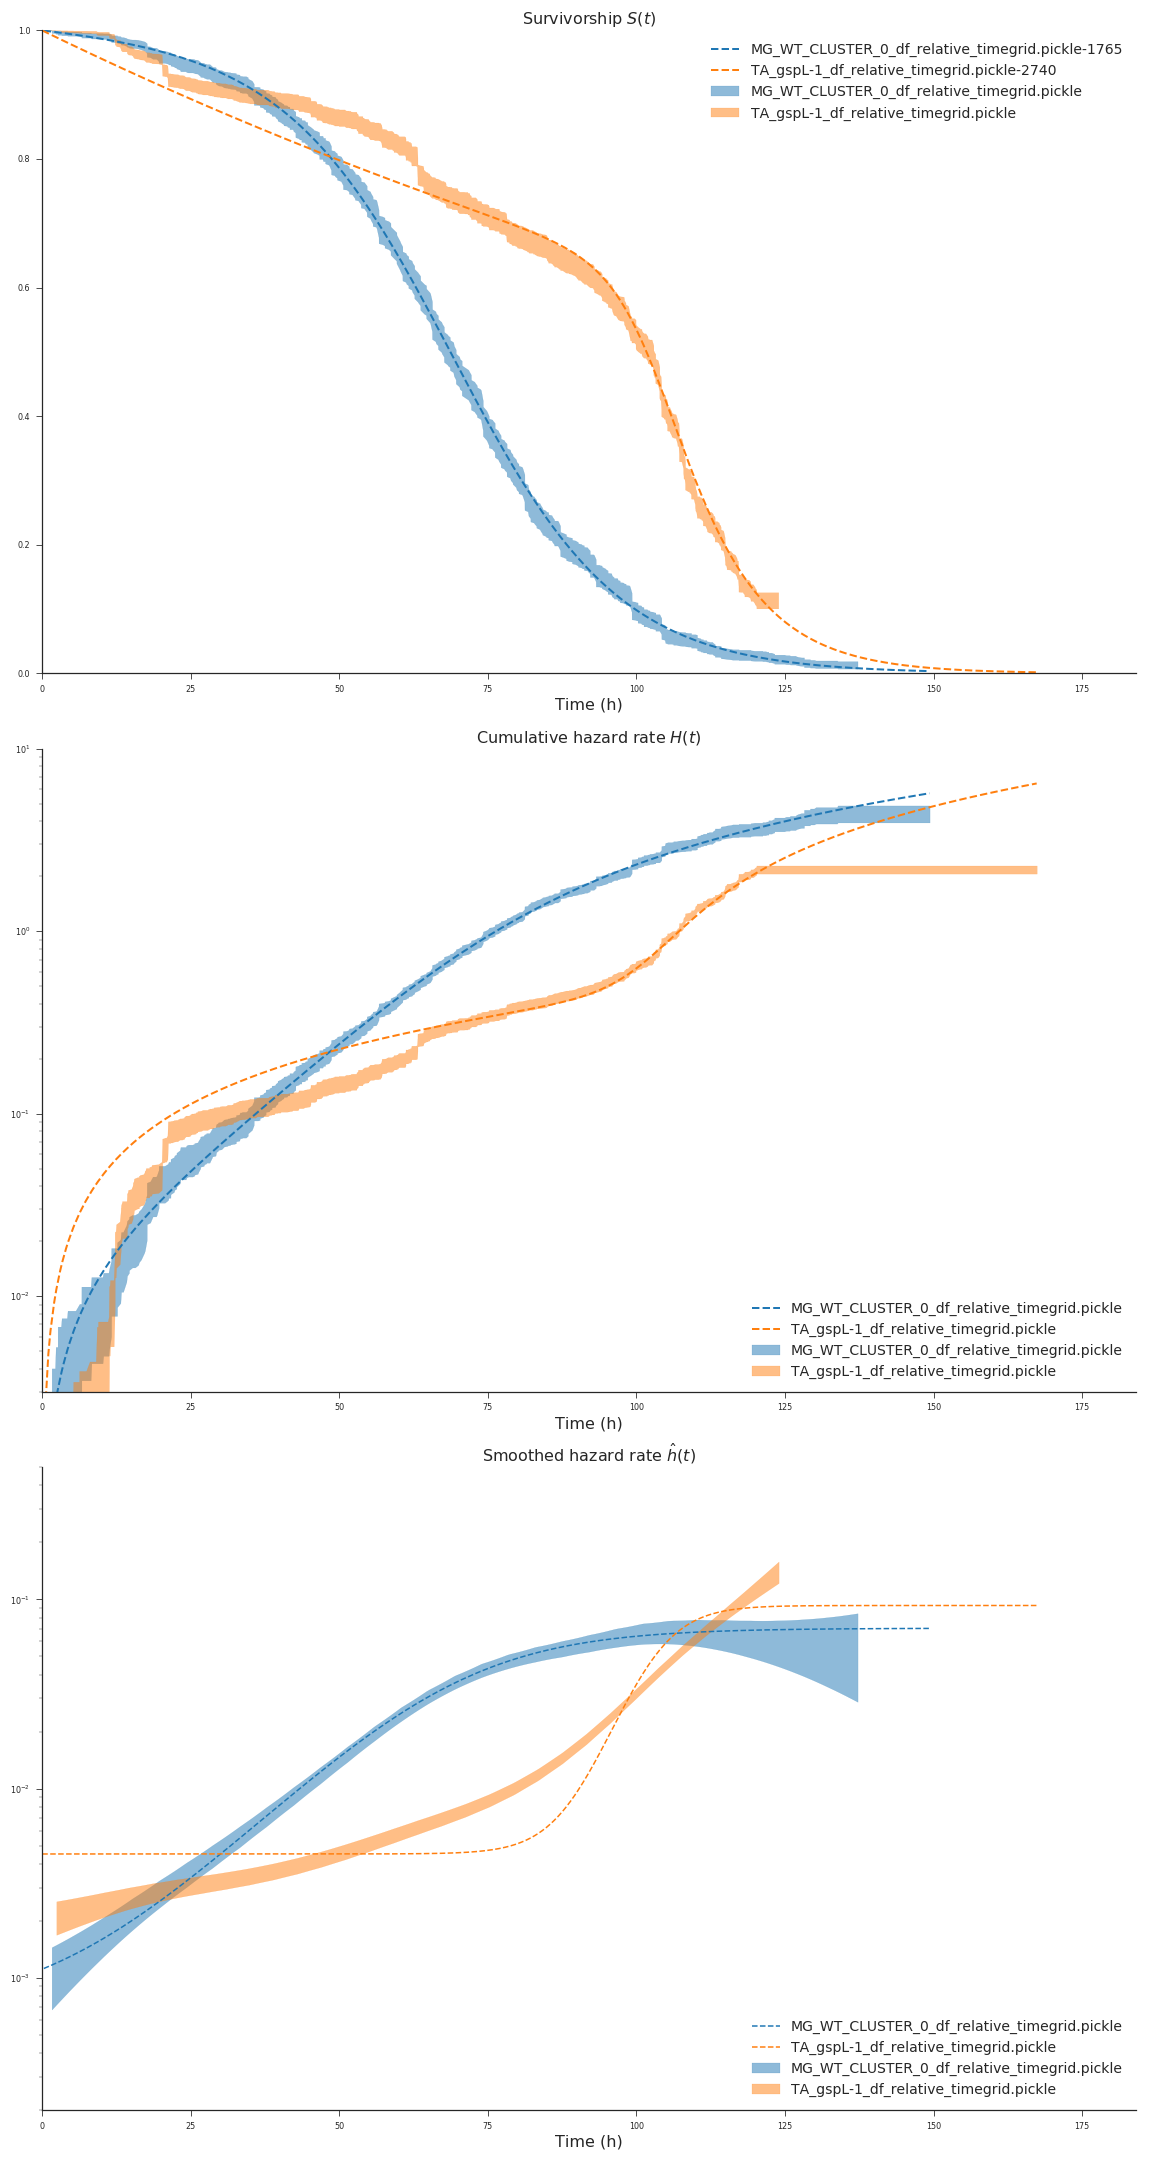 Survivorship S(t)
1.0
0.8
0.6
0.4
0.2
0.0
MG_WT_CLUSTER_0_df_relative_timegrid.pickle-1765
TA_gspL-1_df_relative_timegrid.pickle-2740
MG_WT_CLUSTER_0_df_relative_timegrid.pickle
TA_gspL-1_df_relative_timegrid.pickle
0 25 50 75 100 125 150 175
Time (h)
Cumulative hazard rate H(t)
10¹
10⁰
10⁻¹
10⁻²
MG_WT_CLUSTER_0_df_relative_timegrid.pickle
TA_gspL-1_df_relative_timegrid.pickle
MG_WT_CLUSTER_0_df_relative_timegrid.pickle
TA_gspL-1_df_relative_timegrid.pickle
0 25 50 75 100 125 150 175
Time (h)
Smoothed hazard rate ĥ(t)
10⁻¹
10⁻²
10⁻³
MG_WT_CLUSTER_0_df_relative_timegrid.pickle
TA_gspL-1_df_relative_timegrid.pickle
MG_WT_CLUSTER_0_df_relative_timegrid.pickle
TA_gspL-1_df_relative_timegrid.pickle
0 25 50 75 100 125 150 175
Time (h)